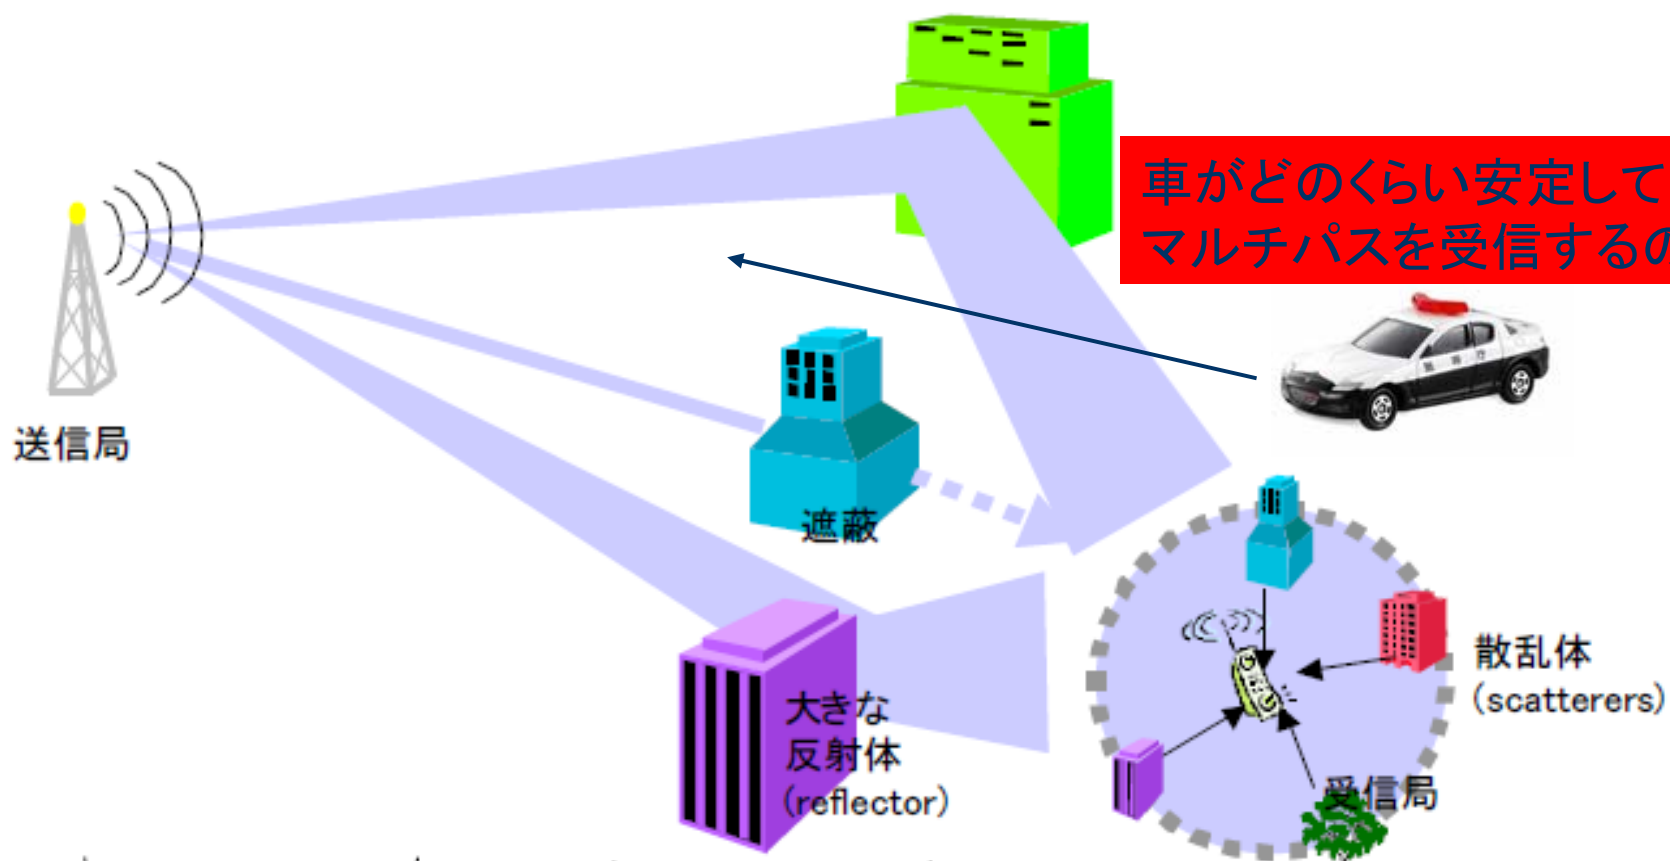 車がどのくらい安定して
マルチパスを受信するの
送信局
遮蔽
大きな
反射体
(reflector)
散乱体
(scatterers)
受信局